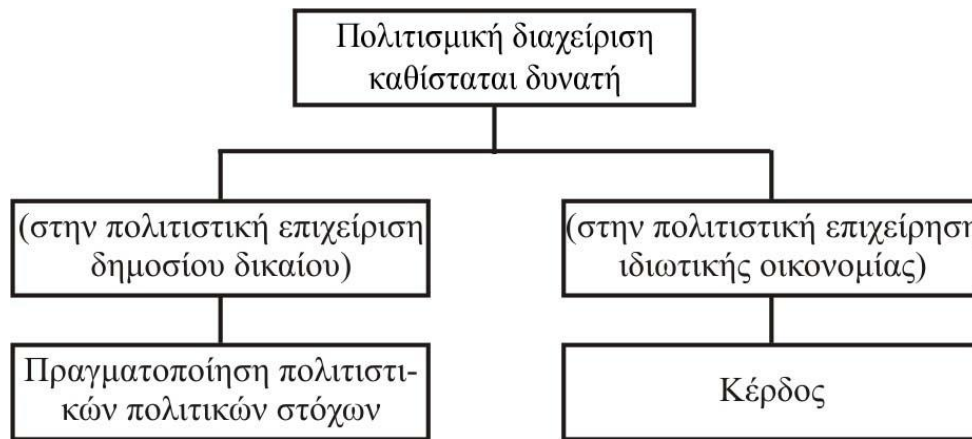 Πολιτισμική διαχείριση
καθίσταται δυνατή
(στην πολιτιστική επιχείριση
δημοσίου δικαίου)
(στην πολιτιστική επιχείρηση
ιδιωτικής οικονομίας)
Πραγματοποίηση πολιτιστι-
κών πολιτικών στόχων
Κέρδος